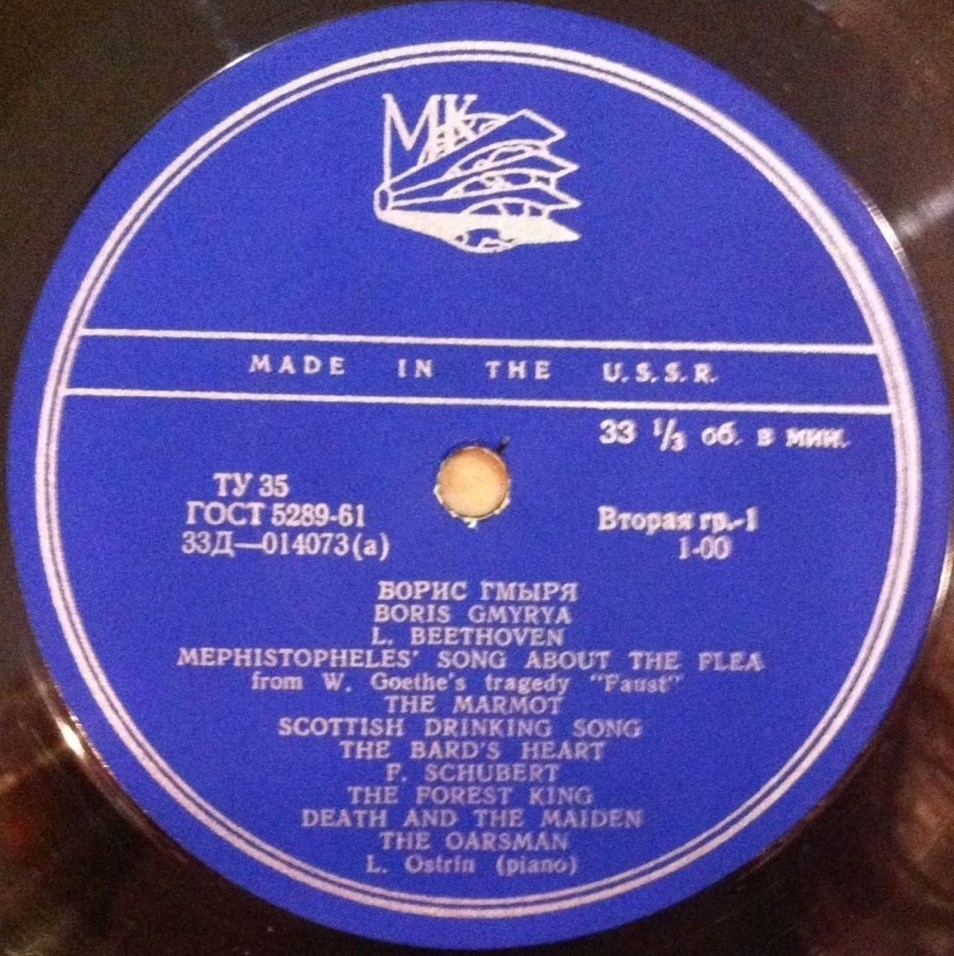 МК
MADE IN THE U.S.S.R.
33 1/3 об. в мин.
ТУ 35
ГОСТ 5289-61
33Д—014073(а)
Вторая гр.-1
1-00
БОРИС ГМЫРЯ
BORIS GMYRYA
L. BEETHOVEN
MEPHISTOPHELES' SONG ABOUT THE FLEA
from W. Goethe's tragedy "Faust"
THE MARMOT
SCOTTISH DRINKING SONG
THE BARD'S HEART
F. SCHUBERT
THE FOREST KING
DEATH AND THE MAIDEN
THE OARSMAN
L. Ostrin (piano)